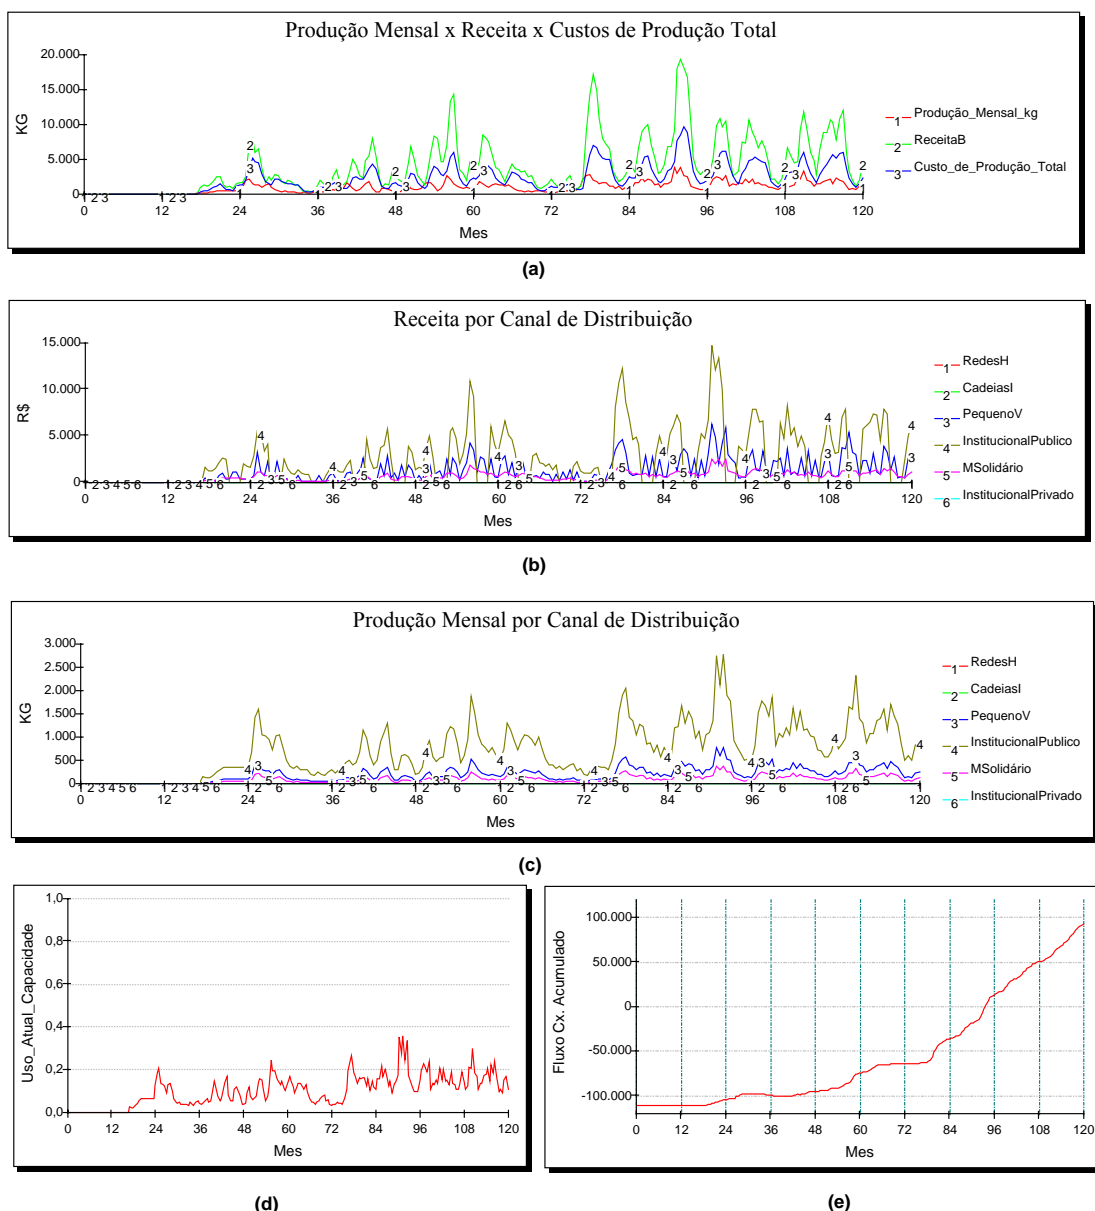 Produção Mensal x Receita x Custos de Produção Total
20.000
15.000
10.000
5.000
0
KG
0 12 24 36 48 60 72 84 96 108 120
Mes
1 Produção_Mensal_kg
2 ReceitaB
3 Custo_de_Produção_Total
(a)
Receita por Canal de Distribuição
15.000
10.000
5.000
0
R$
0 12 24 36 48 60 72 84 96 108 120
Mes
1 RedesH
2 CadeiasI
3 PequenoV
4 InstitucionalPublico
5 MSolidário
6 InstitucionalPrivado
(b)
Produção Mensal por Canal de Distribuição
3.000
2.500
2.000
1.500
1.000
500
0
KG
0 12 24 36 48 60 72 84 96 108 120
Mes
1 RedesH
2 CadeiasI
3 PequenoV
4 InstitucionalPublico
5 MSolidário
6 InstitucionalPrivado
(c)
1,0
0,8
0,6
0,4
0,2
0,0
Uso_Atual_Capacidade
0 12 24 36 48 60 72 84 96 108 120
Mes
(d)
100.000
50.000
0
-50.000
-100.000
Fluxo Cx. Acumulado
0 12 24 36 48 60 72 84 96 108 120
Mes
(e)